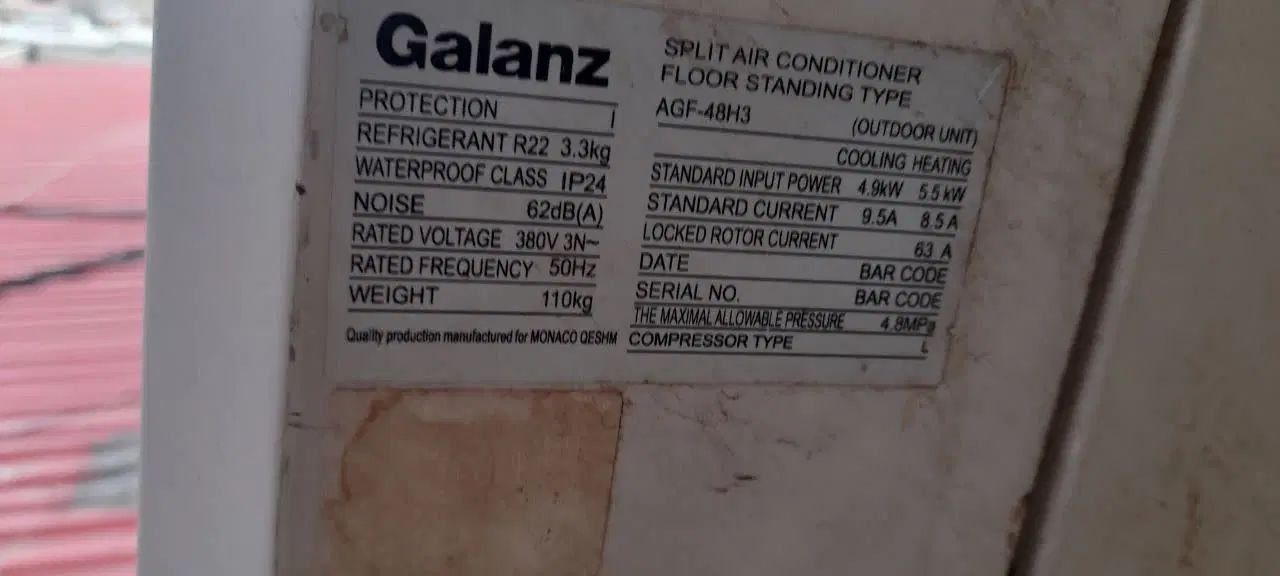 Galanz
PROTECTION I
REFRIGERANT R22 3.3kg
WATERPROOF CLASS IP24
NOISE 62dB(A)
RATED VOLTAGE 380V 3N~
RATED FREQUENCY 50Hz
WEIGHT 110kg
Quality production manufactured for MONACO QESHM
SPLIT AIR CONDITIONER
FLOOR STANDING TYPE
AGF-48H3 (OUTDOOR UNIT)
COOLING HEATING
STANDARD INPUT POWER 4.9kW 5.5kW
STANDARD CURRENT 9.5A 8.5A
LOCKED ROTOR CURRENT 63 A
DATE BAR CODE
SERIAL NO. BAR CODE
THE MAXIMAL ALLOWABLE PRESSURE 4.8MPa
COMPRESSOR TYPE L